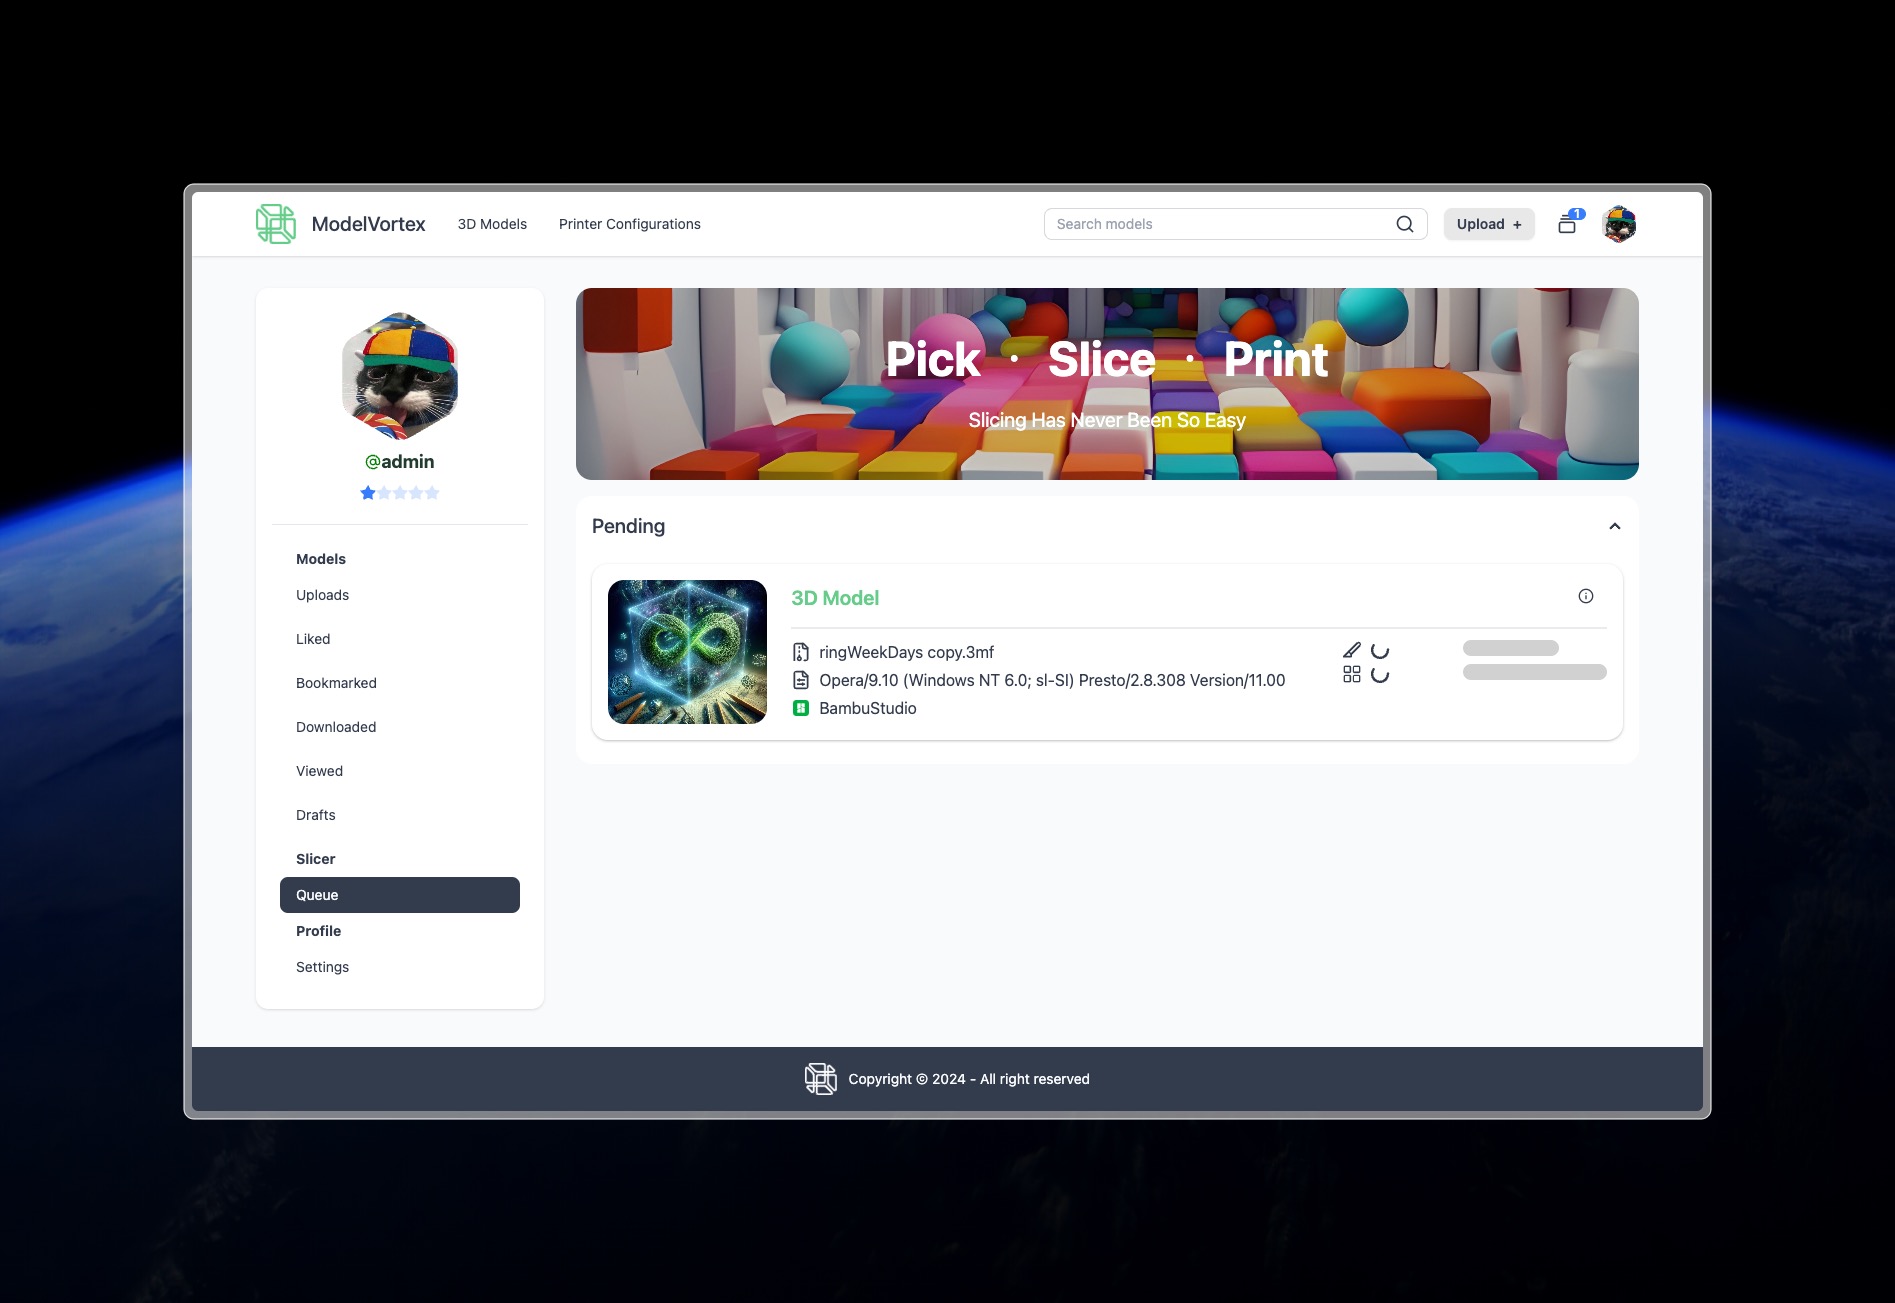 ModelVortex
3D Models
Printer Configurations
Search models
Upload +
1
@admin
Models
Uploads
Liked
Bookmarked
Downloaded
Viewed
Drafts
Slicer
Queue
Profile
Settings
Pick · Slice · Print
Slicing Has Never Been So Easy
Pending
3D Model
ringWeekDays copy.3mf
Opera/9.10 (Windows NT 6.0; sl-SI) Presto/2.8.308 Version/11.00
BambuStudio
Copyright © 2024 - All right reserved